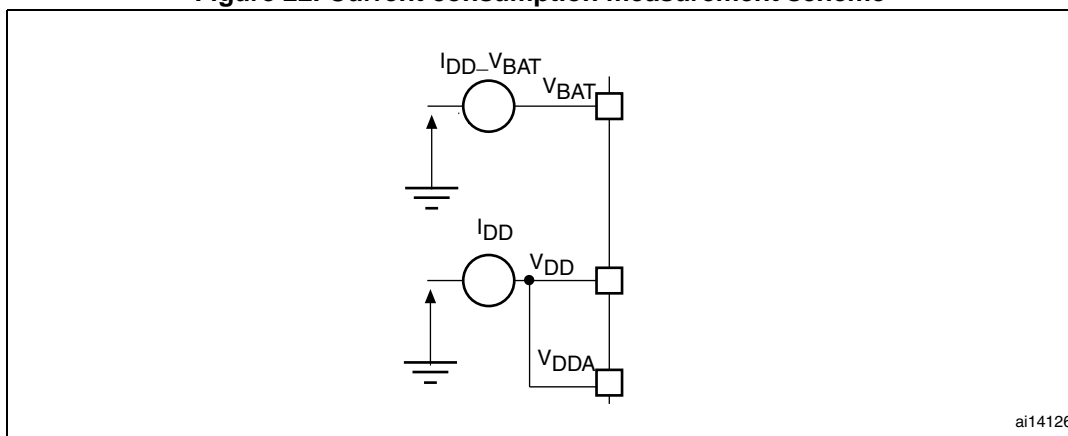 Figure 22. Current consumption measurement scheme
IDD_VBAT
VBAT
IDD
VDD
VDDA
ai14126